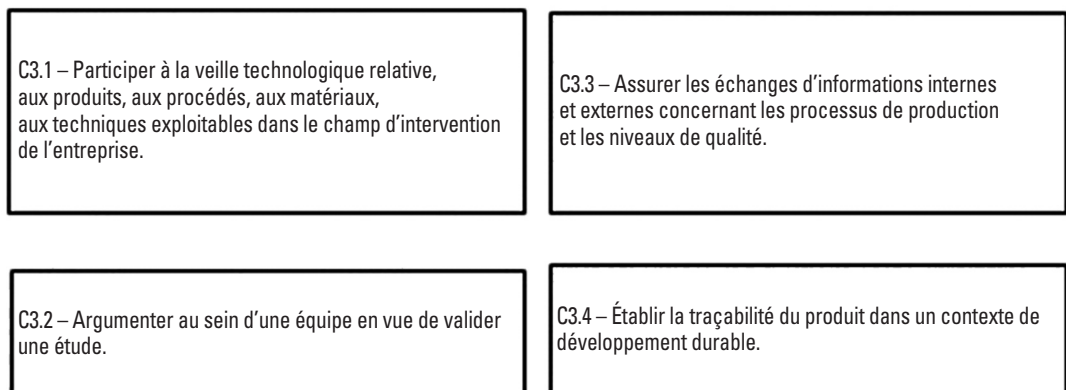 C3.1 – Participer à la veille technologique relative,
aux produits, aux procédés, aux matériaux,
aux techniques exploitables dans le champ d'intervention
de l'entreprise.
C3.3 – Assurer les échanges d'informations internes
et externes concernant les processus de production
et les niveaux de qualité.
C3.2 – Argumenter au sein d'une équipe en vue de valider
une étude.
C3.4 – Établir la traçabilité du produit dans un contexte de
développement durable.